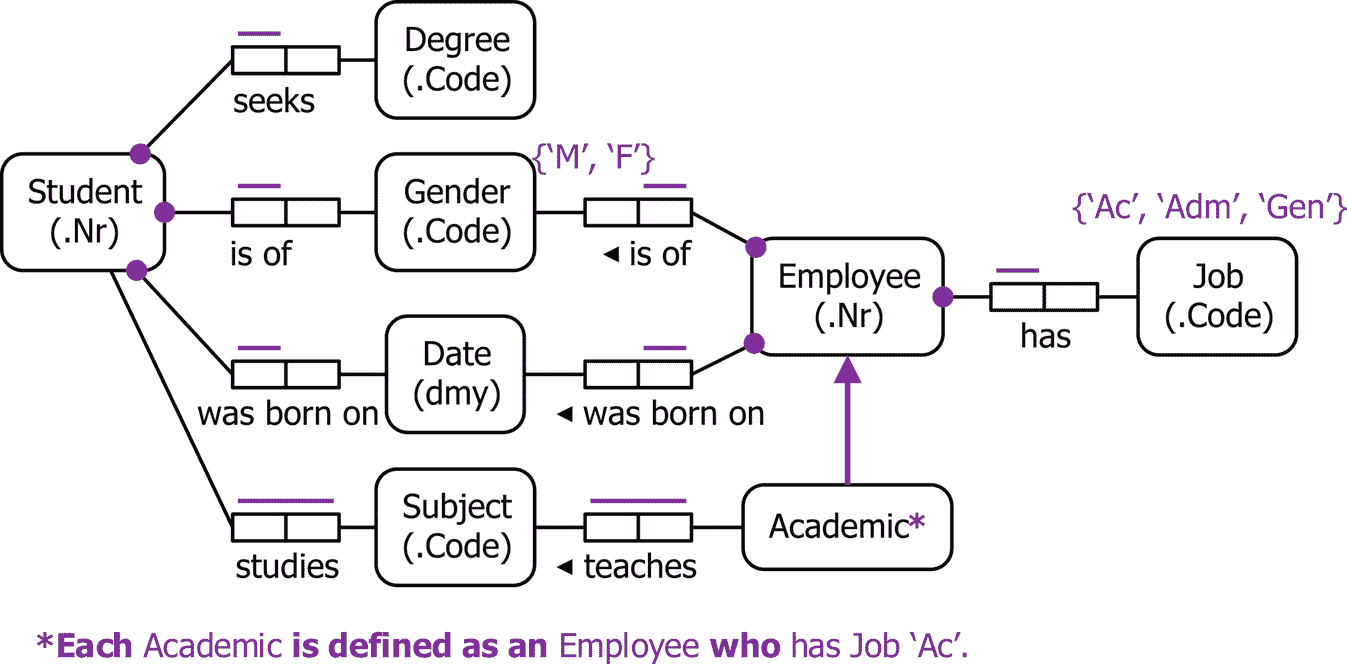 Degree
(.Code)
seeks
{‘M’, ‘F’}
Student
(.Nr)
Gender
(.Code)
is of
◄ is of
{‘Ac’, ‘Adm’, ‘Gen’}
Employee
(.Nr)
Job
(.Code)
has
Date
(dmy)
was born on
◄ was born on
Subject
(.Code)
Academic*
studies
◄ teaches
*Each Academic is defined as an Employee who has Job ‘Ac’.